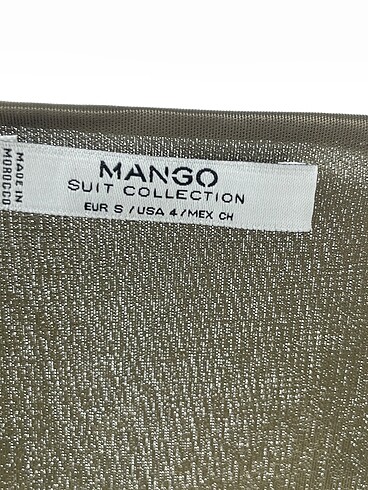 MANGO
SUIT COLLECTION
EUR S / USA 4 / MEX CH
MADE IN
MOROCCO